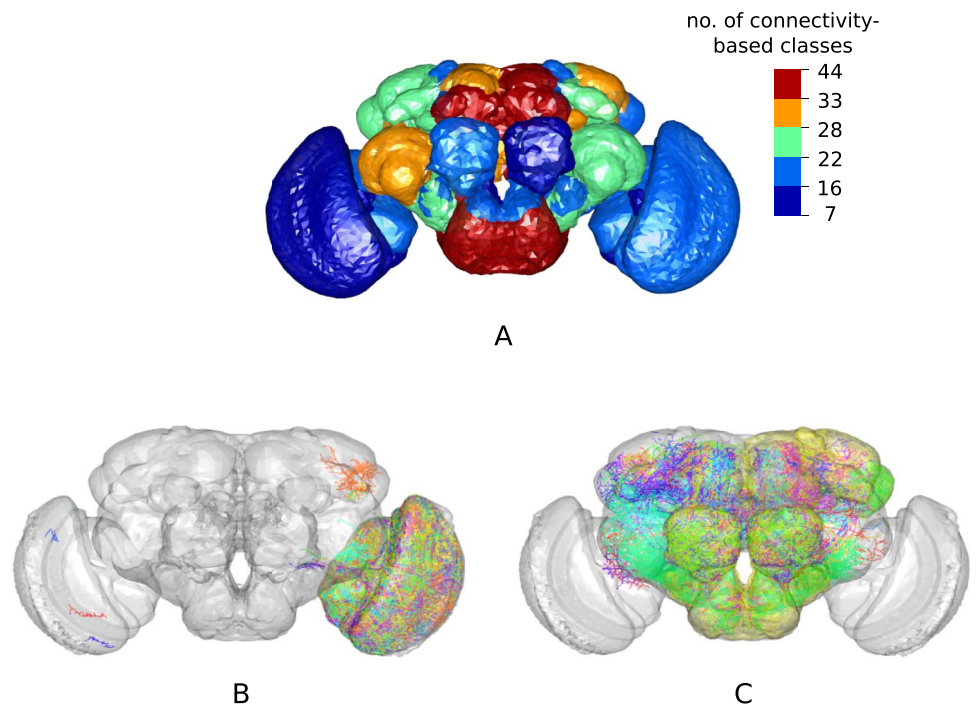 no. of connectivity-
based classes
44
33
28
22
16
7
A
B
C